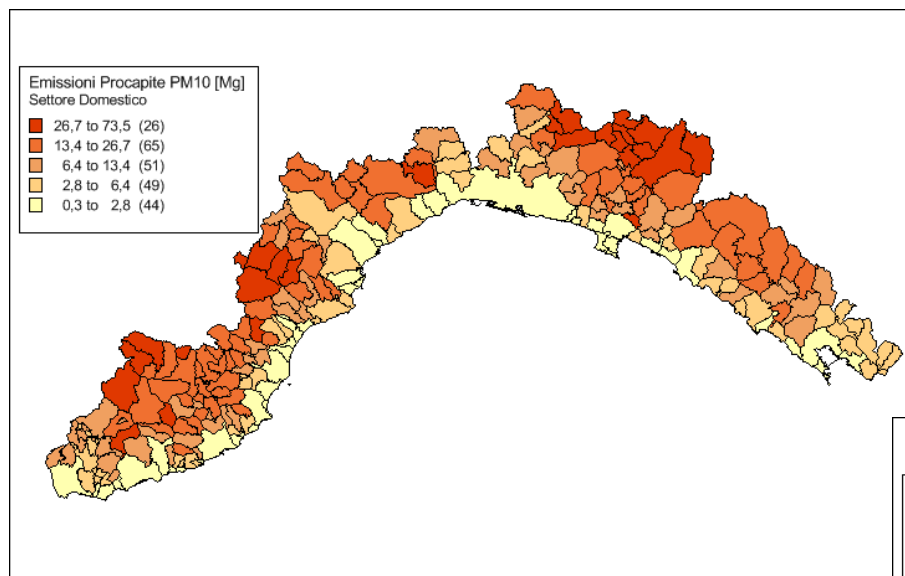 Emissioni Procapite PM10 [Mg]
Settore Domestico
26,7 to 73,5 (26)
13,4 to 26,7 (65)
6,4 to 13,4 (51)
2,8 to 6,4 (49)
0,3 to 2,8 (44)